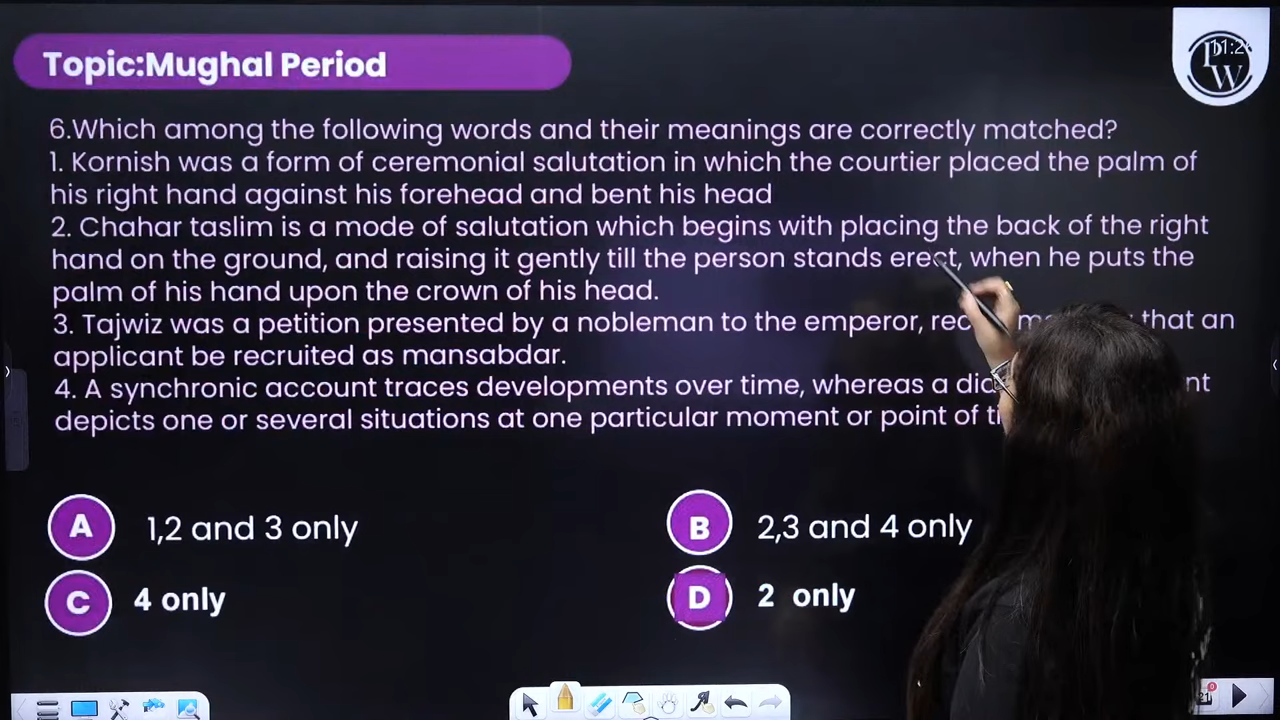 Topic:Mughal Period
11:2
PW
6.Which among the following words and their meanings are correctly matched?
1. Kornish was a form of ceremonial salutation in which the courtier placed the palm of
his right hand against his forehead and bent his head
2. Chahar taslim is a mode of salutation which begins with placing the back of the right
hand on the ground, and raising it gently till the person stands erect, when he puts the
palm of his hand upon the crown of his head.
3. Tajwiz was a petition presented by a nobleman to the emperor, that an
applicant be recruited as mansabdar.
4. A synchronic account traces developments over time, whereas a
depicts one or several situations at one particular moment or point of
A 1,2 and 3 only
B 2,3 and 4 only
C 4 only
D 2 only
21